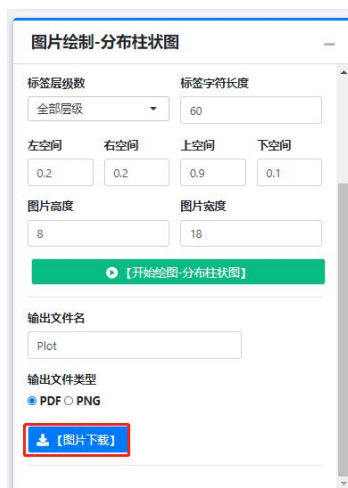 图片绘制-分布柱状图
标签层级数 标签字符长度
全部层级 60
左空间 右空间 上空间 下空间
0.2 0.2 0.9 0.1
图片高度 图片宽度
8 18
【开始绘图-分布柱状图】
输出文件名
Plot
输出文件类型
PDF PNG
【图片下载】